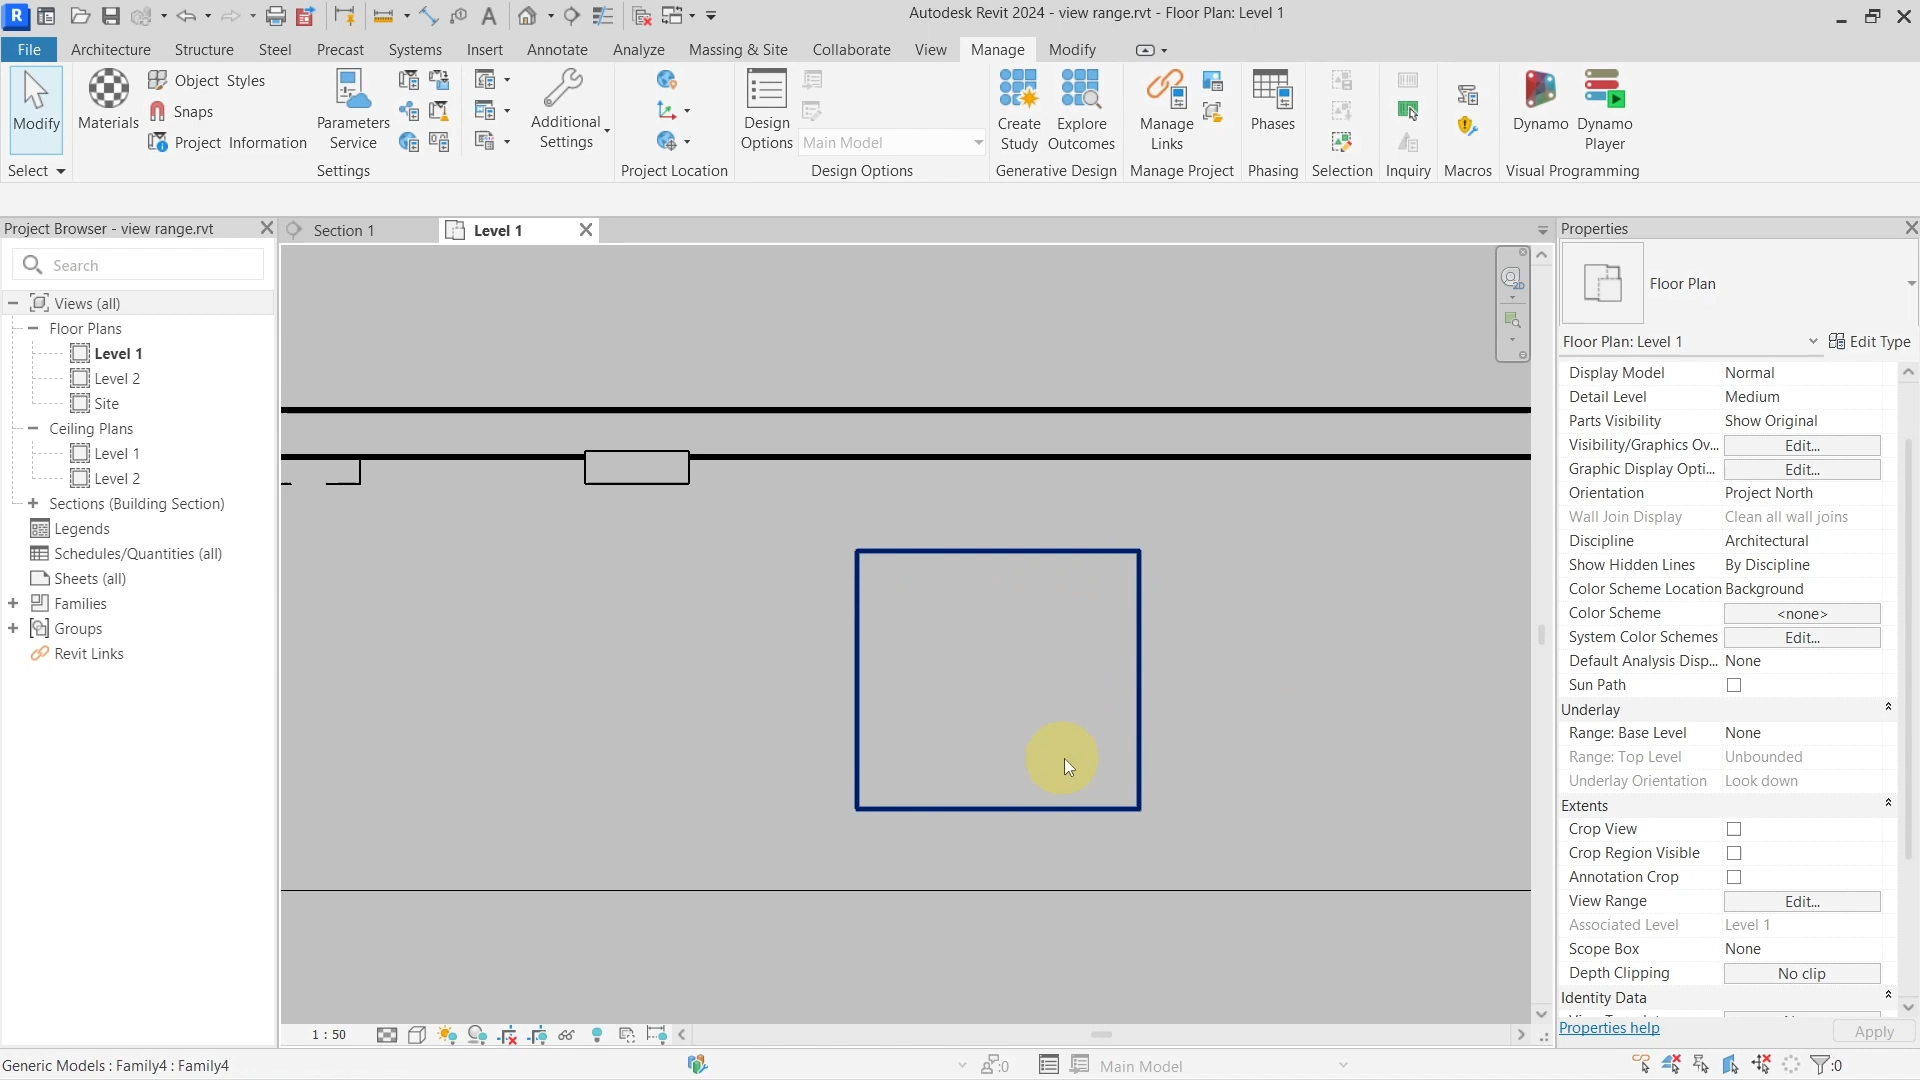 Autodesk Revit 2024 - view range.rvt - Floor Plan: Level 1
File Architecture Structure Steel Precast Systems Insert Annotate Analyze Massing & Site Collaborate View Manage Modify
Modify
Materials
Object Styles
Snaps
Project Information
Parameters
Service
Additional
Settings
Design
Options
Main Model
Create
Study
Explore
Outcomes
Manage
Links
Phases
Dynamo
Dynamo
Player
Select Settings Project Location Design Options Generative Design Manage Project Phasing Selection Inquiry Macros Visual Programming
Project Browser - view range.rvt
Search
Views (all)
Floor Plans
Level 1
Level 2
Site
Ceiling Plans
Level 1
Level 2
Sections (Building Section)
Legends
Schedules/Quantities (all)
Sheets (all)
Families
Groups
Revit Links
Section 1
Level 1
2D
1 : 50
Properties
Floor Plan
Floor Plan: Level 1 Edit Type
Display Model Normal
Detail Level Medium
Parts Visibility Show Original
Visibility/Graphics Ov... Edit...
Graphic Display Opti... Edit...
Orientation Project North
Wall Join Display Clean all wall joins
Discipline Architectural
Show Hidden Lines By Discipline
Color Scheme Location Background
Color Scheme <none>
System Color Schemes Edit...
Default Analysis Disp... None
Sun Path
Underlay
Range: Base Level None
Range: Top Level Unbounded
Underlay Orientation Look down
Extents
Crop View
Crop Region Visible
Annotation Crop
View Range Edit...
Associated Level Level 1
Scope Box None
Depth Clipping No clip
Identity Data
Properties help Apply
Generic Models : Family4 : Family4
:0
Main Model
:0